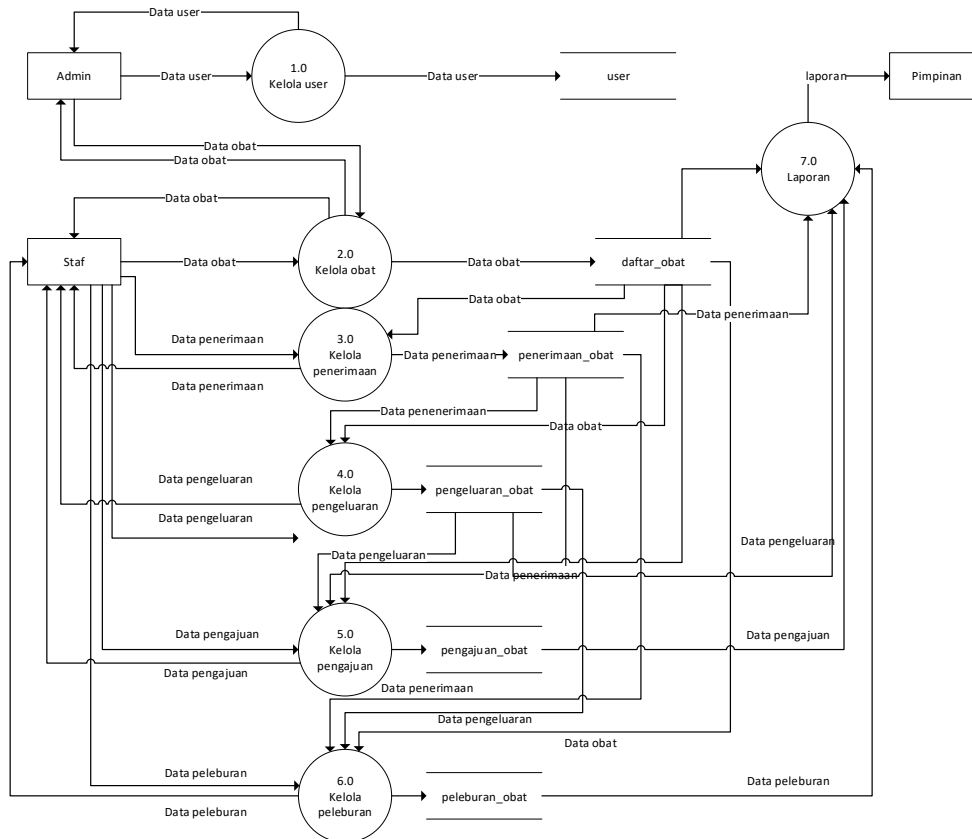 Data user
Admin
Data user
1.0
Kelola user
Data user
user
laporan
Pimpinan
Data obat
Data obat
7.0
Laporan
Data obat
Staf
Data obat
2.0
Kelola obat
Data obat
daftar_obat
Data obat
Data penerimaan
Data penerimaan
3.0
Kelola
penerimaan
Data penerimaan
penerimaan_obat
Data penerimaan
Data penenerimaan
Data obat
4.0
Kelola
pengeluaran
Data pengeluaran
pengeluaran_obat
Data pengeluaran
Data pengeluaran
Data pengeluaran
Data penerimaan
5.0
Kelola
pengajuan
Data pengajuan
pengajuan_obat
Data pengajuan
Data pengajuan
Data penerimaan
Data pengeluaran
Data obat
6.0
Kelola
peleburan
Data peleburan
Data peleburan
peleburan_obat
Data peleburan